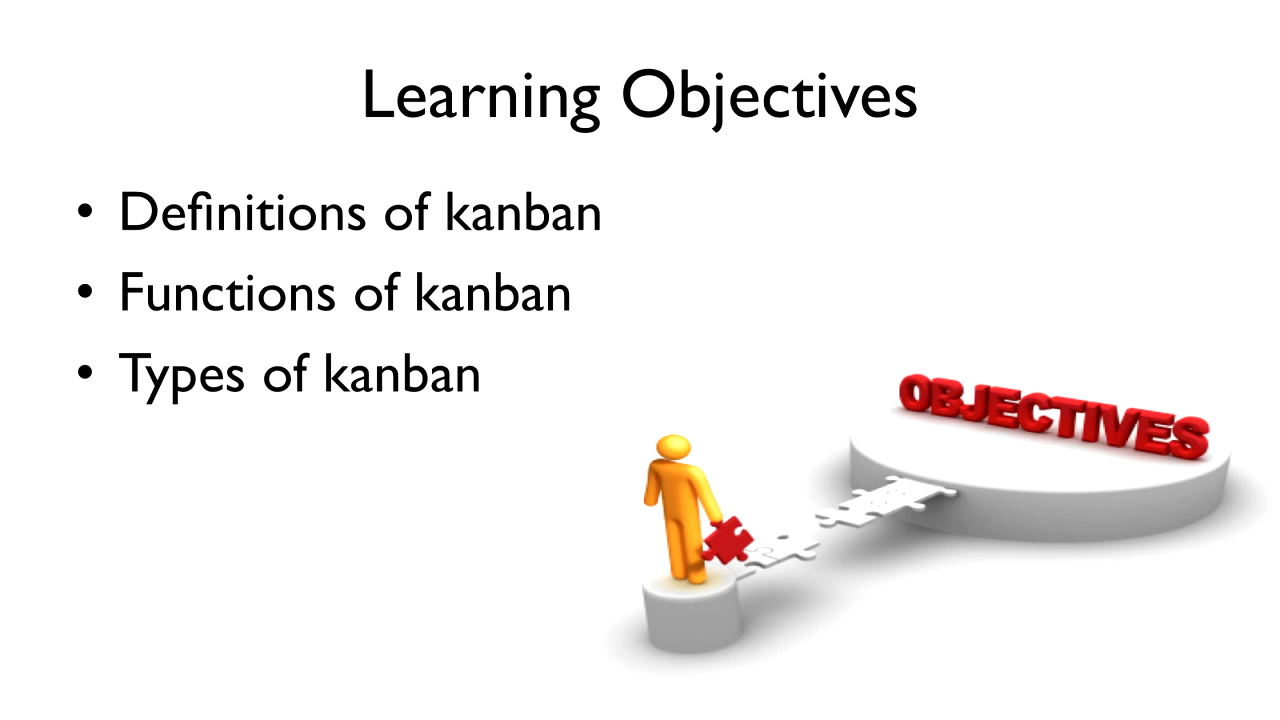 Learning Objectives
• Definitions of kanban
• Functions of kanban
• Types of kanban
OBJECTIVES